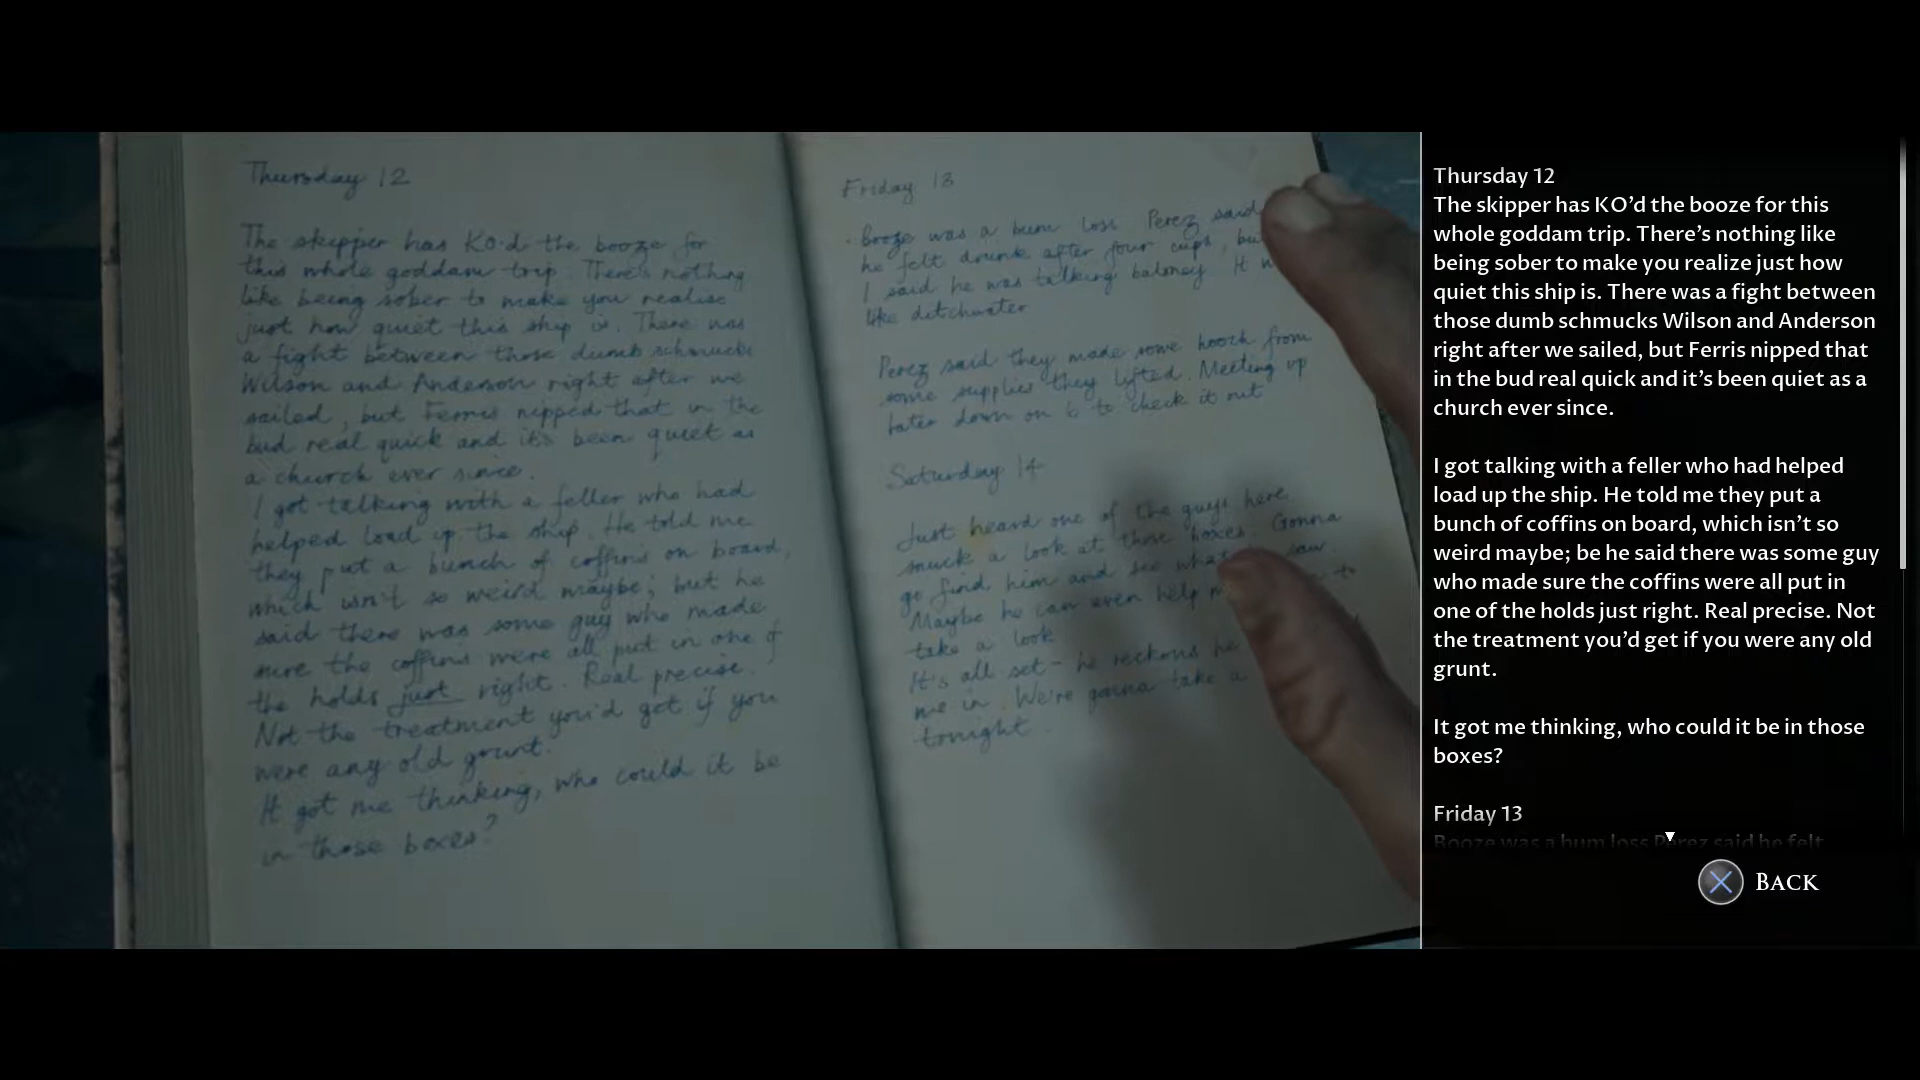 Thursday 12
The skipper has KO'd the booze for
this whole goddam trip. There's nothing
like being sober to make you realise
just how quiet this ship is. There was
a fight between those dumb schmucks
Wilson and Anderson right after we
sailed, but Ferris nipped that in the
bud real quick and it's been quiet as
a church ever since.
I got talking with a feller who had
helped load up the ship. He told me
they put a bunch of coffins on board,
which isn't so weird maybe; but he
said there was some guy who made
sure the coffins were all put in one of
the holds just right. Real precise.
Not the treatment you'd get if you
were any old grunt.
It got me thinking, who could it be
in those boxes?
Friday 13
Booze was a bum loss Perez said
he felt drunk after four cups, but
I said he was talking baloney. It
like ditchwater
Perez said they made some hooch from
some supplies they lifted. Meeting up
later down on 6 to check it out
Saturday 14
Just heard one of the guys here
snuck a look at those boxes. Gonna
go find him and see what saw.
Maybe he can even help to
take a look
It's all set - he reckons he
me in. We're gonna take a
tonight.
Thursday 12
The skipper has KO'd the booze for this
whole goddam trip. There's nothing like
being sober to make you realize just how
quiet this ship is. There was a fight between
those dumb schmucks Wilson and Anderson
right after we sailed, but Ferris nipped that
in the bud real quick and it's been quiet as a
church ever since.
I got talking with a feller who had helped
load up the ship. He told me they put a
bunch of coffins on board, which isn't so
weird maybe; be he said there was some guy
who made sure the coffins were all put in
one of the holds just right. Real precise. Not
the treatment you'd get if you were any old
grunt.
It got me thinking, who could it be in those
boxes?
Friday 13
Booze was a bum loss Perez said he felt
BACK